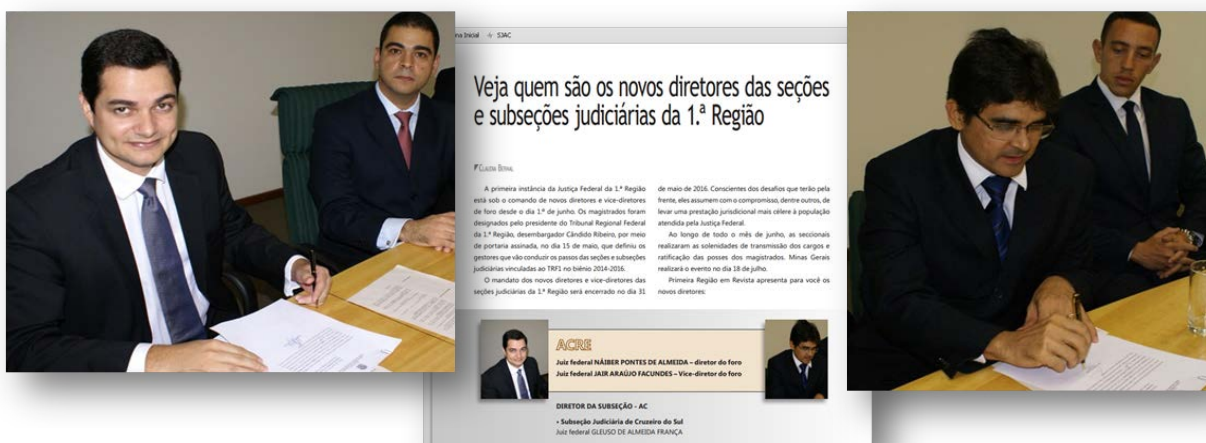 SJAC
Veja quem são os novos diretores das seções
e subseções judiciárias da 1.ª Região
CLAUDIA BERNAL
A primeira instância da Justiça Federal da 1.ª Região
está sob o comando de novos diretores e vice-diretores
de foro desde o dia 1.º de junho. Os magistrados foram
designados pelo presidente do Tribunal Regional Federal
da 1.ª Região, desembargador Cândido Ribeiro, por meio
de portaria assinada, no dia 15 de maio, que definiu os
gestores que vão conduzir os passos das seções e subseções
judiciárias vinculadas ao TRF1 no biênio 2014-2016.
O mandato dos novos diretores e vice-diretores das
seções judiciárias da 1.ª Região será encerrado no dia 31
de maio de 2016. Conscientes dos desafios que terão pela
frente, eles assumem com o compromisso, dentre outros, de
levar uma prestação jurisdicional mais célere à população
atendida pela Justiça Federal.
Ao longo de todo o mês de junho, as seccionais
realizaram as solenidades de transmissão dos cargos e
ratificação das posses dos magistrados. Minas Gerais
realizará o evento no dia 18 de julho.
Primeira Região em Revista apresenta para você os
novos diretores:
ACRE
Juiz federal NÁIBER PONTES DE ALMEIDA – diretor do foro
Juiz federal JAIR ARAÚJO FACUNDES – Vice-diretor do foro
DIRETOR DA SUBSEÇÃO - AC
• Subseção Judiciária de Cruzeiro do Sul
Juiz federal GLEUSO DE ALMEIDA FRANÇA